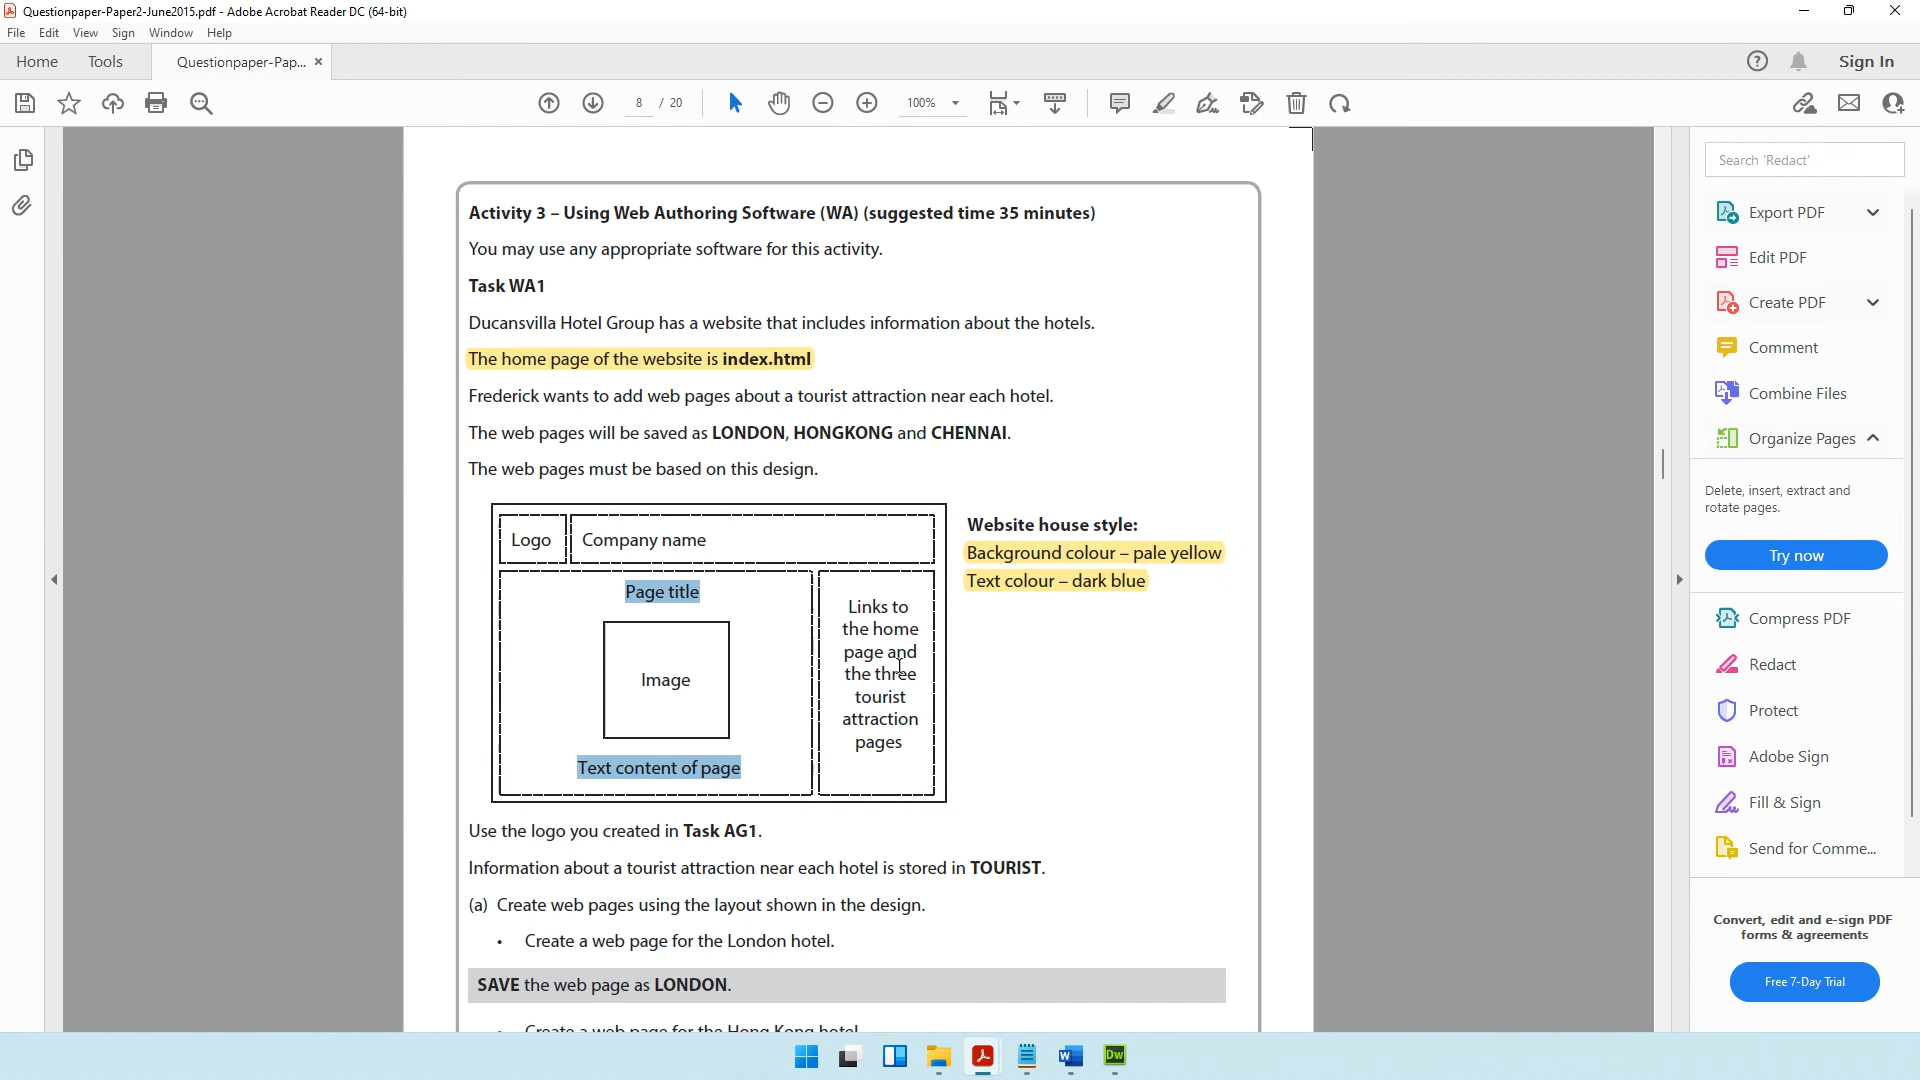 Questionpaper-Paper2-June2015.pdf - Adobe Acrobat Reader DC (64-bit)
File Edit View Sign Window Help
Home Tools Questionpaper-Pap... × Sign In
8 / 20 100%
Search 'Redact'
Export PDF
Edit PDF
Create PDF
Comment
Combine Files
Organize Pages
Delete, insert, extract and
rotate pages.
Try now
Compress PDF
Redact
Protect
Adobe Sign
Fill & Sign
Send for Comme...
Convert, edit and e-sign PDF
forms & agreements
Free 7-Day Trial
Activity 3 – Using Web Authoring Software (WA) (suggested time 35 minutes)
You may use any appropriate software for this activity.
Task WA1
Ducansvilla Hotel Group has a website that includes information about the hotels.
The home page of the website is index.html
Frederick wants to add web pages about a tourist attraction near each hotel.
The web pages will be saved as LONDON, HONGKONG and CHENNAI.
The web pages must be based on this design.
Logo
Company name
Page title
Image
Text content of page
Links to
the home
page and
the three
tourist
attraction
pages
Website house style:
Background colour – pale yellow
Text colour – dark blue
Use the logo you created in Task AG1.
Information about a tourist attraction near each hotel is stored in TOURIST.
(a) Create web pages using the layout shown in the design.
• Create a web page for the London hotel.
SAVE the web page as LONDON.
• Create a web page for the Hong Kong hotel
W
Dw